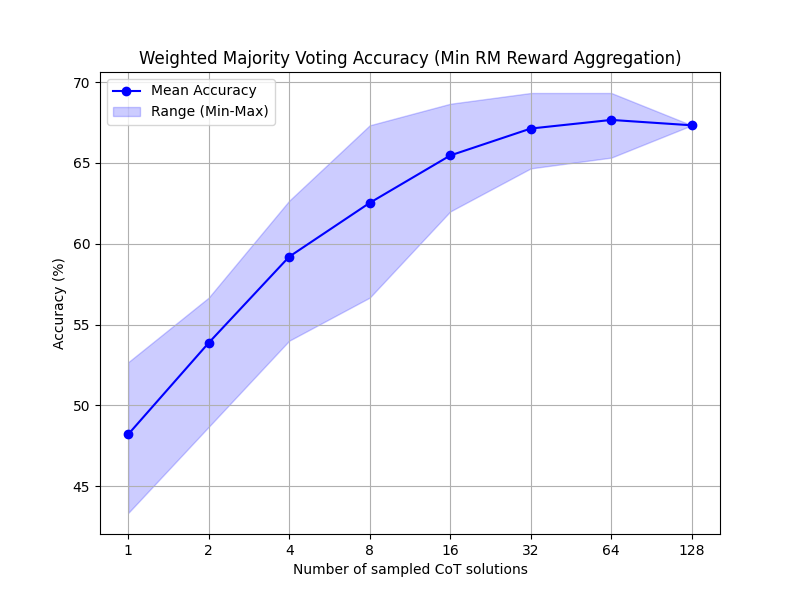 Weighted Majority Voting Accuracy (Min RM Reward Aggregation)
Mean Accuracy
Range (Min-Max)
70
65
60
55
50
45
Accuracy (%)
1 2 4 8 16 32 64 128
Number of sampled CoT solutions